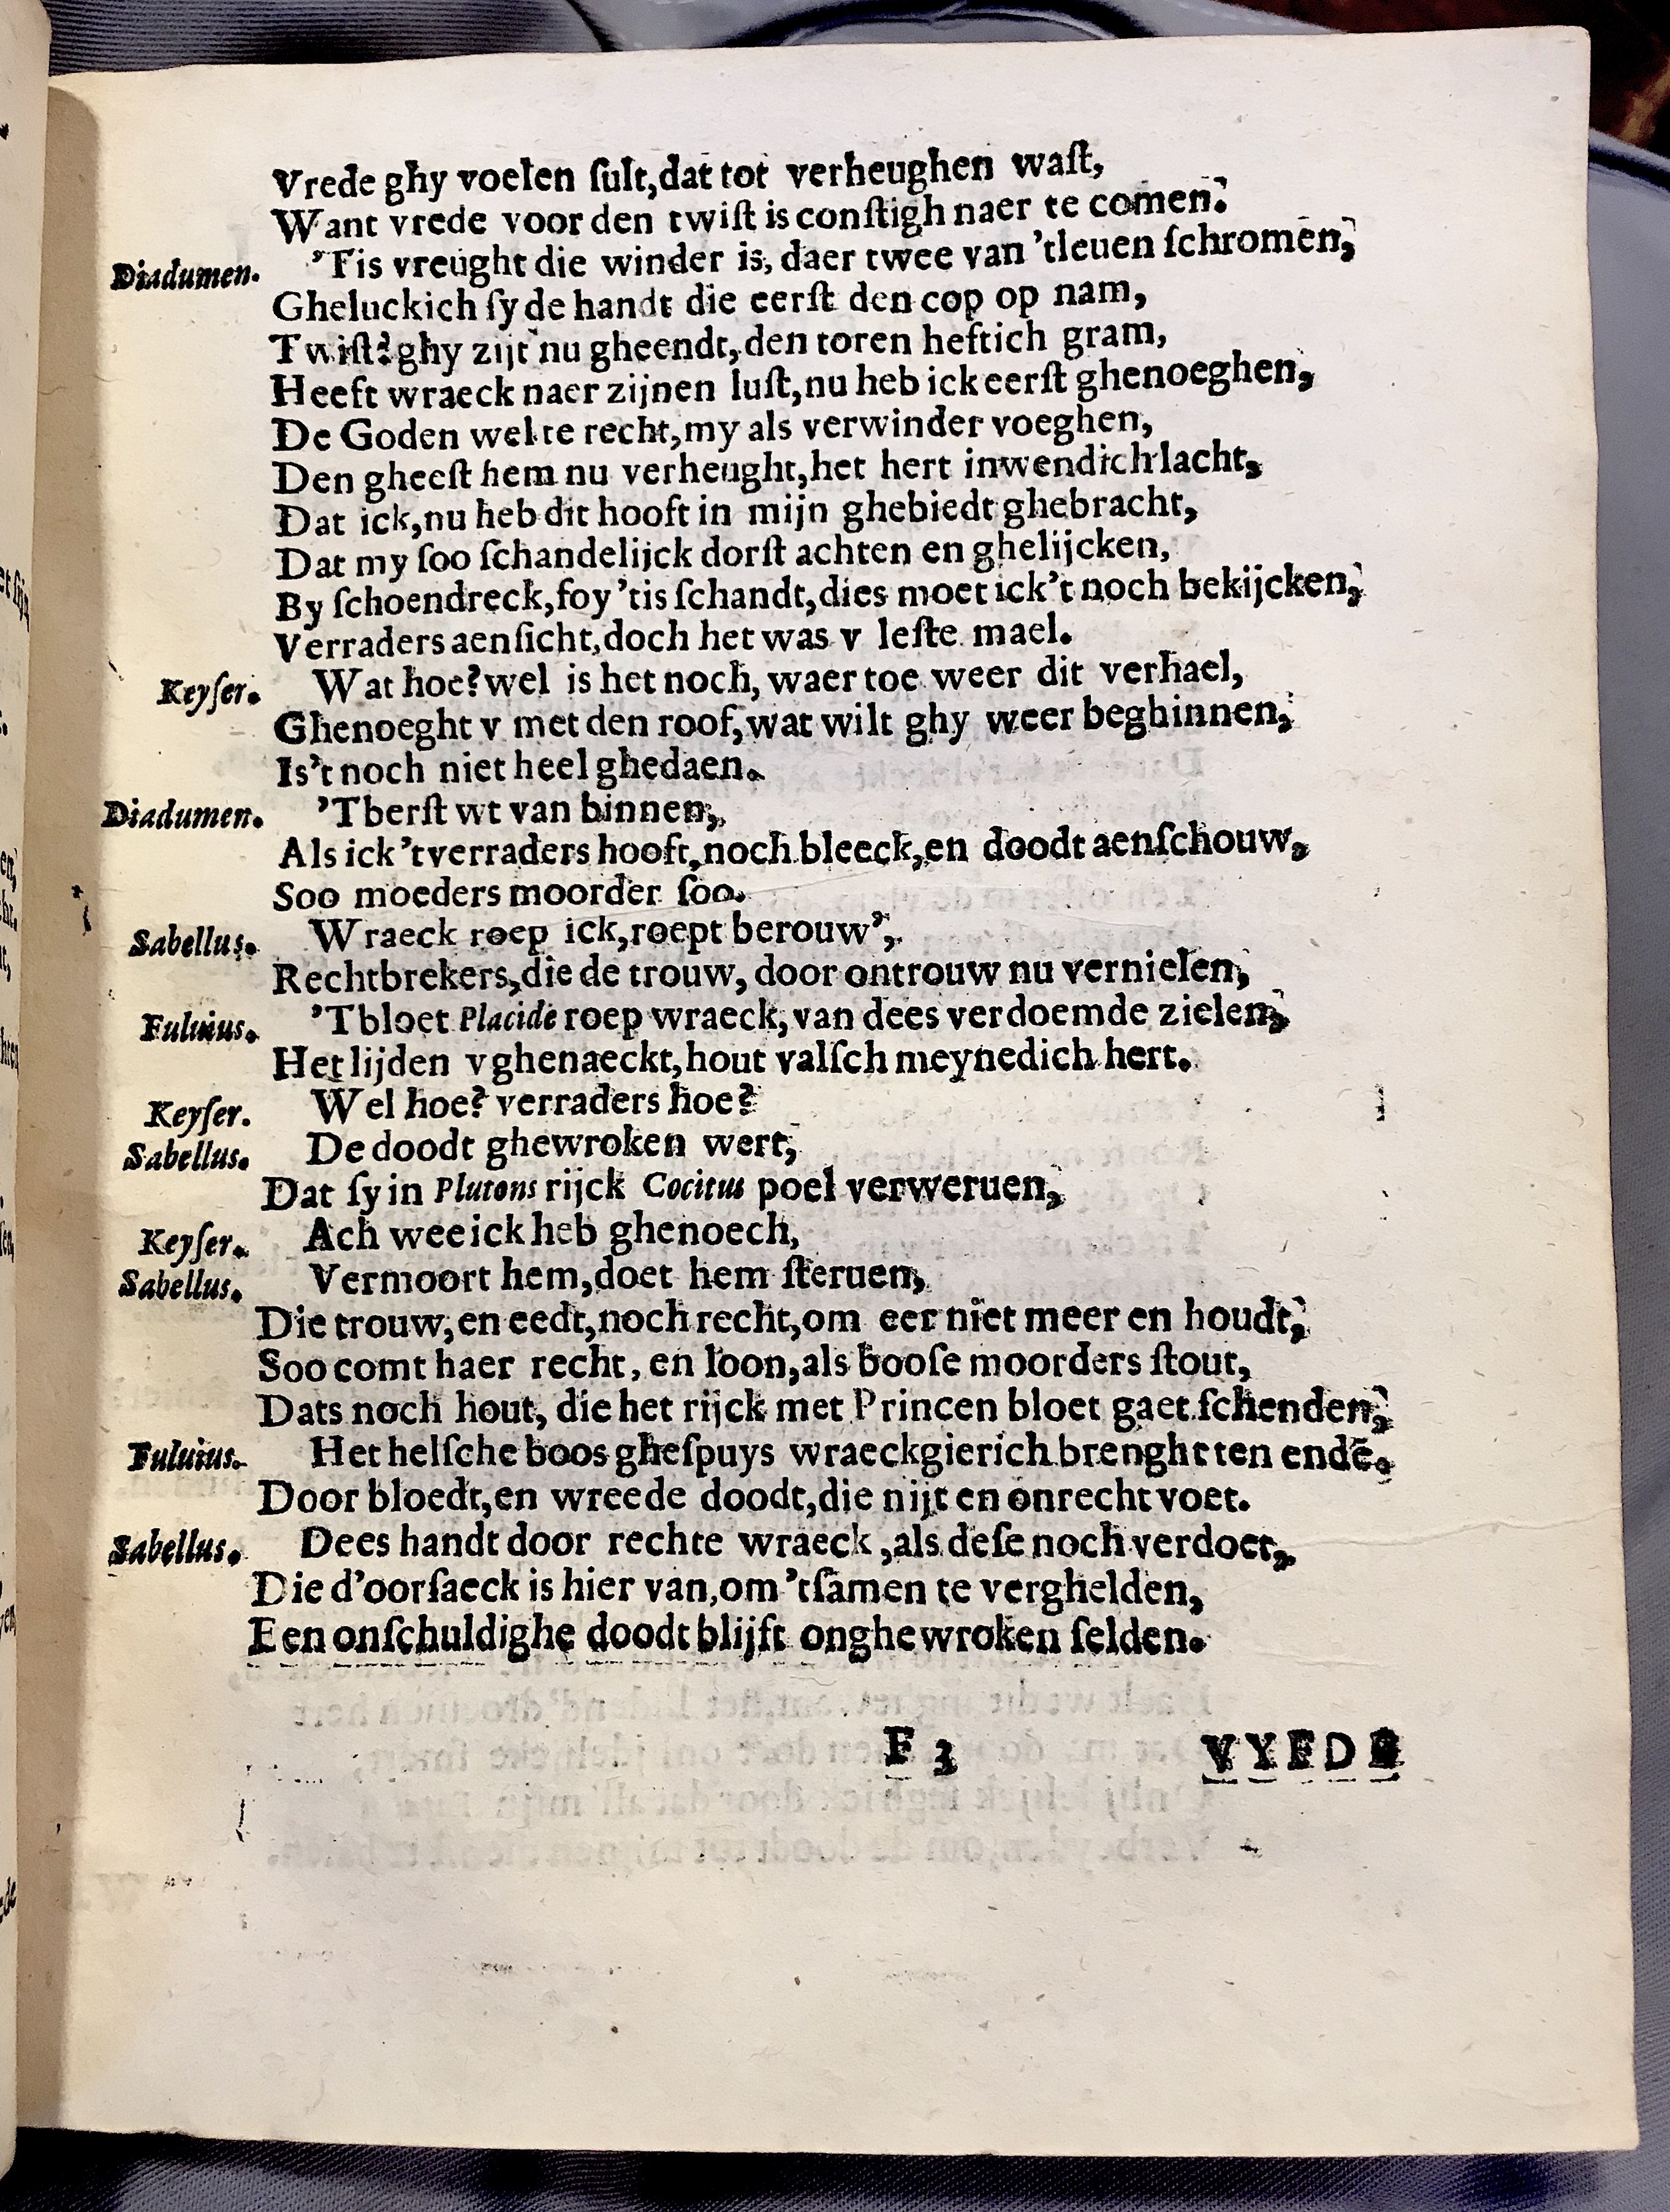 Vrede ghy voelen ſult, dat tot verheughen waſt,
Want vrede voor den twiſt is conſtigh naer te comen.
Diadumen. 'Tis vreught die winder is, daer twee van 'tleuen ſchromen,
Gheluckich ſy de handt die eerſt den cop op nam,
Twiſt? ghy zijt nu gheendt, den toren heftich gram,
Heeft wraeck naer zijnen luſt, nu heb ick eerſt ghenoeghen,
De Goden wel te recht, my als verwinder voeghen,
Den gheeſt hem nu verheught, het hert inwendich lacht,
Dat ick, nu heb dit hooft in mijn ghebiedt ghebracht,
Dat my ſoo ſchandelijck dorſt achten en ghelijcken,
By ſchoendreck, foy 'tis ſchandt, dies moet ick't noch bekijcken,
Verraders aenſicht, doch het was v leſte mael.
Keyſer. Wat hoe? wel is het noch, waer toe weer dit verhael,
Ghenoeght v met den roof, wat wilt ghy weer beghinnen,
Is't noch niet heel ghedaen.
Diadumen. 'Tberſt wt van binnen,
Als ick 'tverraders hooft, noch bleeck, en doodt aenſchouw,
Soo moeders moorder ſoo.
Sabellus. Wraeck roep ick, roept berouw',
Rechtbrekers, die de trouw, door ontrouw nu vernielen,
Fuluius. 'Tbloet Placide roep wraeck, van dees verdoemde zielen,
Het lijden v ghenaeckt, hout valſch meynedich hert.
Keyſer. Wel hoe? verraders hoe?
Sabellus. De doodt ghewroken wert,
Dat ſy in Plutons rijck Cocitus poel verweruen,
Keyſer. Ach wee ick heb ghenoech,
Sabellus. Vermoort hem, doet hem ſteruen,
Die trouw, en eedt, noch recht, om eer niet meer en houdt,
Soo comt haer recht, en loon, als booſe moorders ſtout,
Dats noch hout, die het rijck met Princen bloet gaet ſchenden,
Fuluius. Het helſche boos gheſpuys wraeckgierich brenght ten endē.
Door bloedt, en wreede doodt, die nijt en onrecht voet.
Sabellus. Dees handt door rechte wraeck, als deſe noch verdoet,
Die d'oorſaeck is hier van, om 'tſamen te verghelden,
Een onſchuldighe doodt blijft onghewroken ſelden.
F 3 VYFDE